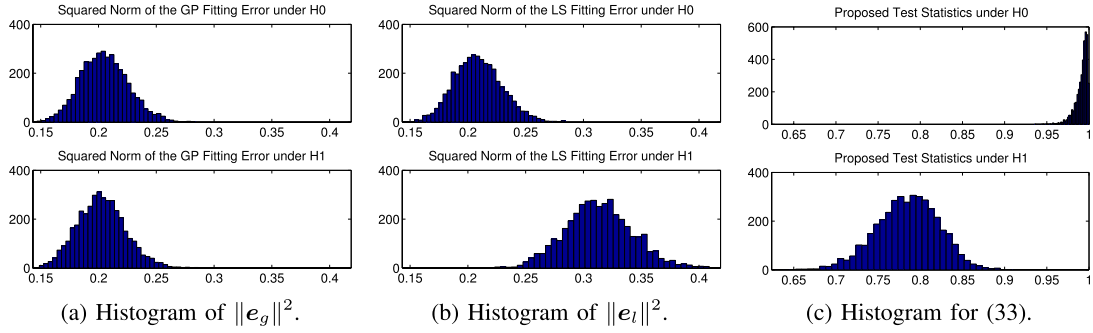 Squared Norm of the GP Fitting Error under H0
400
200
0
0.15 0.2 0.25 0.3 0.35 0.4
Squared Norm of the GP Fitting Error under H1
400
200
0
0.15 0.2 0.25 0.3 0.35 0.4
(a) Histogram of ‖e_g‖².
Squared Norm of the LS Fitting Error under H0
400
200
0
0.15 0.2 0.25 0.3 0.35 0.4
Squared Norm of the LS Fitting Error under H1
400
200
0
0.15 0.2 0.25 0.3 0.35 0.4
(b) Histogram of ‖e_l‖².
Proposed Test Statistics under H0
600
400
200
0
0.65 0.7 0.75 0.8 0.85 0.9 0.95 1
Proposed Test Statistics under H1
400
200
0
0.65 0.7 0.75 0.8 0.85 0.9 0.95 1
(c) Histogram for (33).